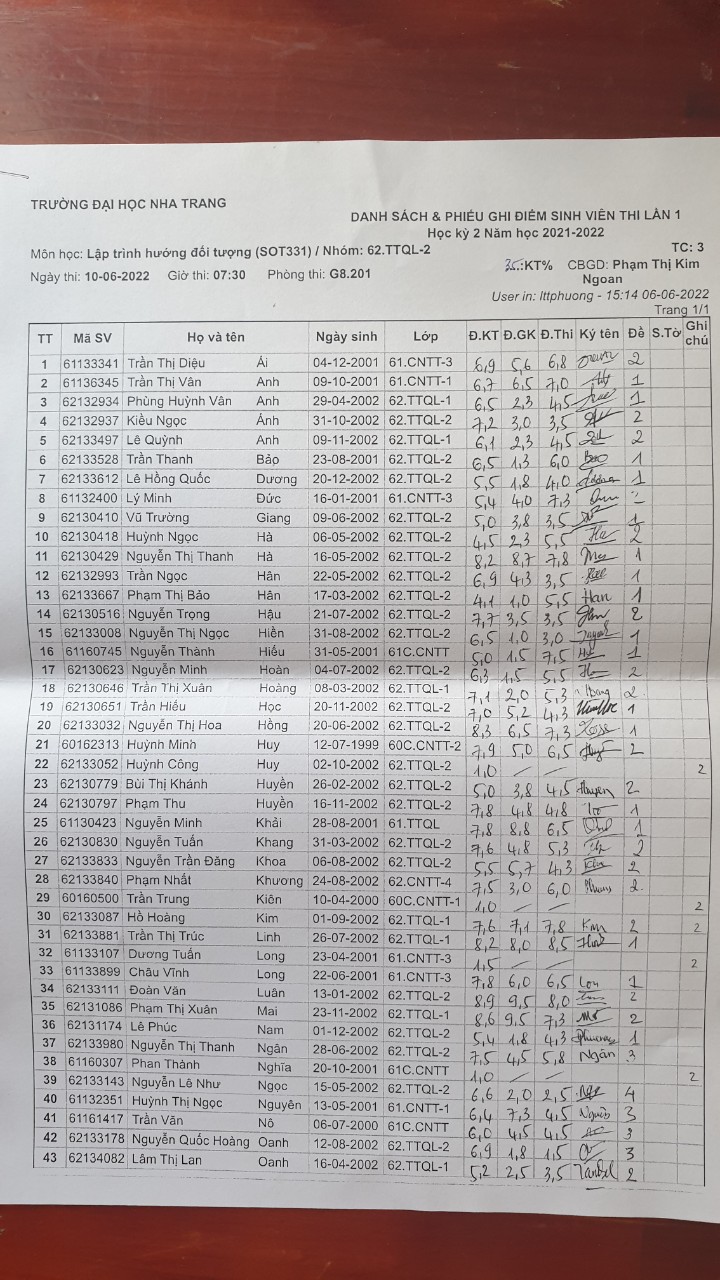 TRƯỜNG ĐẠI HỌC NHA TRANG
DANH SÁCH & PHIẾU GHI ĐIỂM SINH VIÊN THI LẦN 1
Học kỳ 2 Năm học 2021-2022
Môn học: Lập trình hướng đối tượng (SOT331) / Nhóm: 62.TTQL-2 TC: 3
Ngày thi: 10-06-2022 Giờ thi: 07:30 Phòng thi: G8.201 35.:KT% CBGD: Phạm Thị Kim Ngoan
User in: lttphuong - 15:14 06-06-2022
Trang 1/1
TT Mã SV Họ và tên Ngày sinh Lớp Đ.KT Đ.GK Đ.Thi Ký tên Đề S.Tờ Ghi chú
1 61133341 Trần Thị Diệu Ái 04-12-2001 61.CNTT-3 6,9 5,6 6,8 2
2 61136345 Trần Thị Vân Anh 09-10-2001 61.CNTT-1 6,7 6,5 7,0 1
3 62132934 Phùng Huỳnh Vân Anh 29-04-2002 62.TTQL-1 6,5 2,3 4,5 1
4 62132937 Kiều Ngọc Ánh 31-10-2002 62.TTQL-2 7,2 3,0 3,5 2
5 62133497 Lê Quỳnh Anh 09-11-2002 62.TTQL-1 6,1 2,3 4,5 2
6 62133528 Trần Thanh Bảo 23-08-2001 62.TTQL-2 6,5 1,3 6,0 Bảo 1
7 62133612 Lê Hồng Quốc Dương 20-12-2002 62.TTQL-2 5,5 1,8 4,0 1
8 61132400 Lý Minh Đức 16-01-2001 61.CNTT-3 5,4 4,0 7,3 2
9 62130410 Vũ Trường Giang 09-06-2002 62.TTQL-2 5,0 3,8 3,5 1
10 62130418 Huỳnh Ngọc Hà 06-05-2002 62.TTQL-2 4,5 2,3 5,5 Ha 2
11 62130429 Nguyễn Thị Thanh Hà 16-05-2002 62.TTQL-2 8,2 8,7 7,8 1
12 62132993 Trần Ngọc Hân 22-05-2002 62.TTQL-2 6,9 4,3 3,5 1
13 62133667 Phạm Thị Bảo Hân 17-03-2002 62.TTQL-2 4,1 1,0 5,5 Han 1
14 62130516 Nguyễn Trọng Hậu 21-07-2002 62.TTQL-2 7,7 3,5 3,5 2
15 62133008 Nguyễn Thị Ngọc Hiền 31-08-2002 62.TTQL-2 6,5 1,0 3,0 1
16 61160745 Nguyễn Thành Hiếu 31-05-2001 61C.CNTT 5,0 1,5 7,5 1
17 62130623 Nguyễn Minh Hoàn 04-07-2002 62.TTQL-2 6,3 1,5 5,5 2
18 62130646 Trần Thị Xuân Hoàng 08-03-2002 62.TTQL-1 7,1 2,0 5,3 2
19 62130651 Trần Hiếu Học 20-11-2002 62.TTQL-2 7,0 5,2 4,3 1
20 62133032 Nguyễn Thị Hoa Hồng 20-06-2002 62.TTQL-2 8,3 6,5 7,3 1
21 60162313 Huỳnh Minh Huy 12-07-1999 60C.CNTT-2 7,9 5,0 6,5 Huy 2
22 62133052 Huỳnh Công Huy 02-10-2002 62.TTQL-2 1,0 / / 2
23 62130779 Bùi Thị Khánh Huyền 26-02-2002 62.TTQL-2 5,0 3,8 4,5 Huyen 2
24 62130797 Phạm Thu Huyền 16-11-2002 62.TTQL-2 7,8 4,8 4,8 1
25 61130423 Nguyễn Minh Khải 28-08-2001 61.TTQL 7,8 8,8 6,5 1
26 62130830 Nguyễn Tuấn Khang 31-03-2002 62.TTQL-2 7,6 4,8 5,3 2
27 62133833 Nguyễn Trần Đăng Khoa 06-08-2002 62.TTQL-2 5,5 5,7 4,3 2
28 62133840 Phạm Nhất Khương 24-08-2002 62.CNTT-4 7,5 3,0 6,0 2
29 60160500 Trần Trung Kiên 10-04-2000 60C.CNTT-1 1,0 / / 2
30 62133087 Hồ Hoàng Kim 01-09-2002 62.TTQL-1 7,6 7,1 7,8 Kim 2 2
31 62133881 Trần Thị Trúc Linh 26-07-2002 62.TTQL-1 8,2 8,0 8,5 1
32 61133107 Dương Tuấn Long 23-04-2001 61.CNTT-3 1,5 / / 2
33 61133899 Châu Vĩnh Long 22-06-2001 61.CNTT-3 7,8 6,0 6,5 Lon 1
34 62133111 Đoàn Văn Luân 13-01-2002 62.TTQL-2 8,9 9,5 8,0 2
35 62131086 Phạm Thị Xuân Mai 23-11-2002 62.TTQL-1 8,6 9,5 7,3 2
36 62131174 Lê Phúc Nam 01-12-2002 62.TTQL-2 5,4 1,8 4,3 1
37 62133980 Nguyễn Thị Thanh Ngân 28-06-2002 62.TTQL-2 7,5 4,5 5,8 Ngân 3
38 61160307 Phan Thành Nghĩa 20-10-2001 61C.CNTT 1,0 / / 2
39 62133143 Nguyễn Lê Như Ngọc 15-05-2002 62.TTQL-2 6,6 2,0 2,5 4
40 61132351 Huỳnh Thị Ngọc Nguyên 13-05-2001 61.CNTT-1 6,4 7,3 4,5 3
41 61161417 Trần Văn Nô 06-07-2000 61C.CNTT 6,0 4,5 4,5 3
42 62133178 Nguyễn Quốc Hoàng Oanh 12-08-2002 62.TTQL-2 6,9 1,8 1,5 3
43 62134082 Lâm Thị Lan Oanh 16-04-2002 62.TTQL-1 5,2 2,5 3,5 2